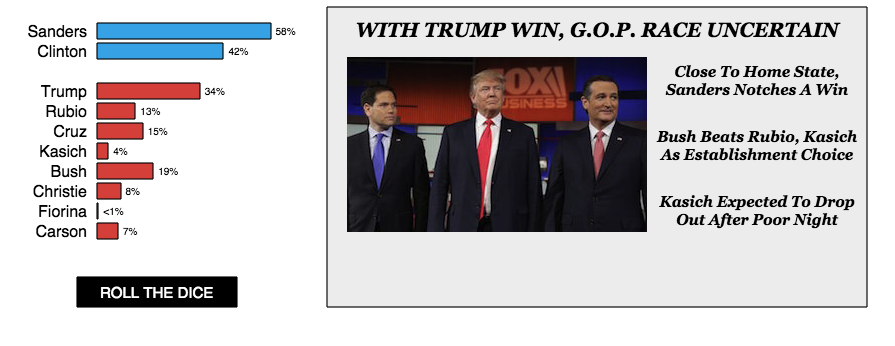 Sanders 58%
Clinton 42%
Trump 34%
Rubio 13%
Cruz 15%
Kasich 4%
Bush 19%
Christie 8%
Fiorina <1%
Carson 7%
ROLL THE DICE
WITH TRUMP WIN, G.O.P. RACE UNCERTAIN
FOX
BUSINESS
Close To Home State,
Sanders Notches A Win
Bush Beats Rubio, Kasich
As Establishment Choice
Kasich Expected To Drop
Out After Poor Night